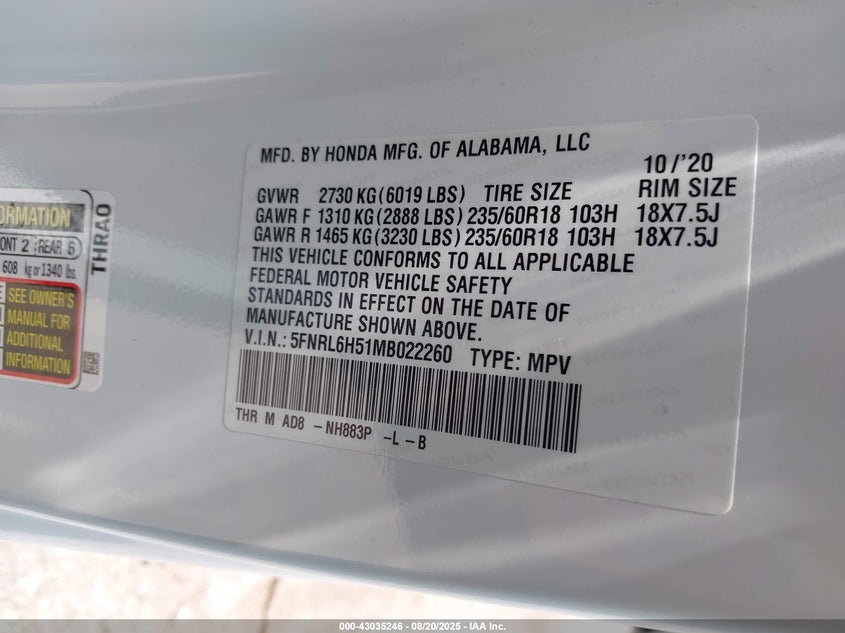 MFD. BY HONDA MFG. OF ALABAMA, LLC
10/'20
GVWR 2730 KG(6019 LBS) TIRE SIZE RIM SIZE
GAWR F 1310 KG(2888 LBS) 235/60R18 103H 18X7.5J
GAWR R 1465 KG(3230 LBS) 235/60R18 103H 18X7.5J
THIS VEHICLE CONFORMS TO ALL APPLICABLE
FEDERAL MOTOR VEHICLE SAFETY
STANDARDS IN EFFECT ON THE DATE OF
MANUFACTURE SHOWN ABOVE.
V.I.N.: 5FNRL6H51MB022260 TYPE: MPV
THR M AD8 -NH883P -L -B
ORMATION
ONT 2 REAR 6
608 kg or 1340 lbs.
SEE OWNER'S
MANUAL FOR
ADDITIONAL
INFORMATION
THRA0
000-43035246 - 08/20/2025 - IAA Inc.